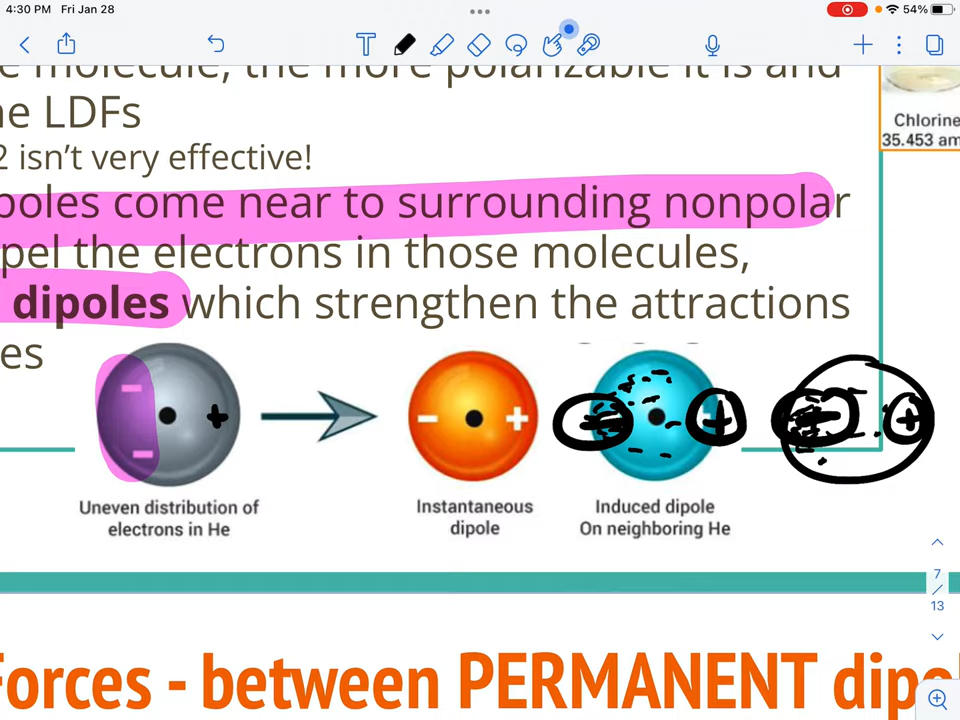 4:30 PM Fri Jan 28
54%
e molecule, the more polarizable it is and
ne LDFs
2 isn't very effective!
poles come near to surrounding nonpolar
pel the electrons in those molecules,
dipoles which strengthen the attractions
es
Chlorine
35.453 am
Uneven distribution of
electrons in He
Instantaneous
dipole
Induced dipole
On neighboring He
7
/
13
Forces - between PERMANENT dipo